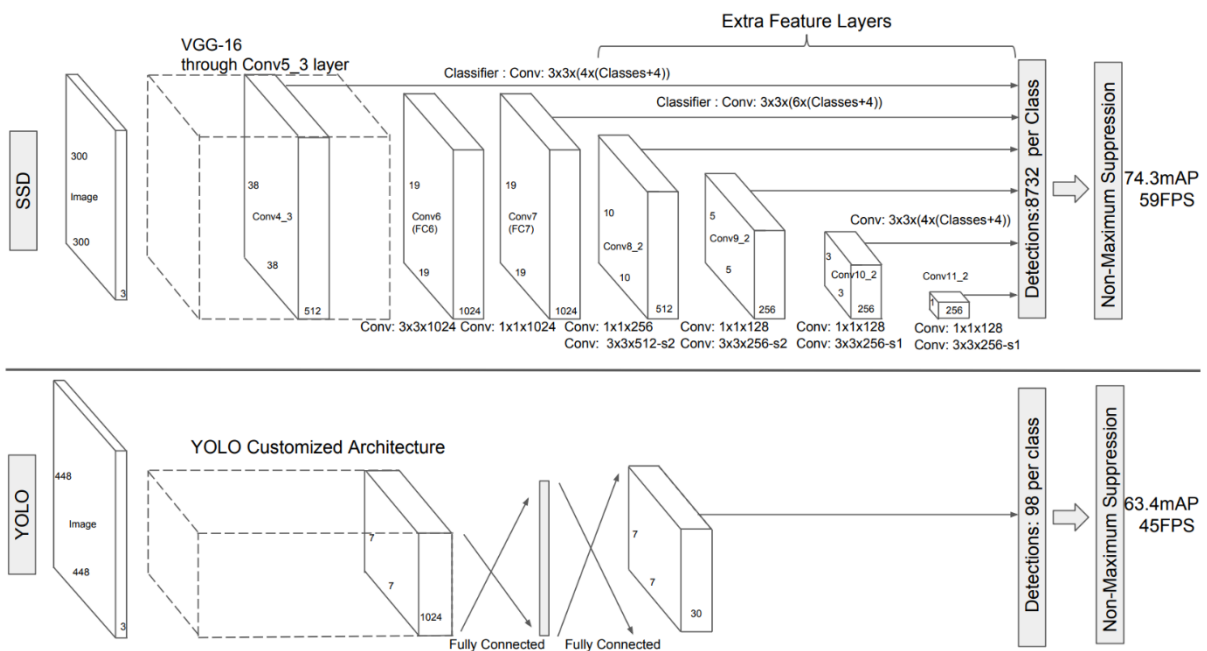 Extra Feature Layers
VGG-16
through Conv5_3 layer
Classifier : Conv: 3x3x(4x(Classes+4))
Classifier : Conv: 3x3x(6x(Classes+4))
Conv: 3x3x(4x(Classes+4))
SSD
300
Image
300
3
38
Conv4_3
38
512
19
Conv6
(FC6)
19
1024
19
Conv7
(FC7)
19
1024
10
Conv8_2
10
512
5
Conv9_2
5
256
3
Conv10_2
3
256
Conv11_2
1
256
Conv: 3x3x1024
Conv: 1x1x1024
Conv: 1x1x256
Conv: 3x3x512-s2
Conv: 1x1x128
Conv: 3x3x256-s2
Conv: 1x1x128
Conv: 3x3x256-s1
Conv: 1x1x128
Conv: 3x3x256-s1
Detections:8732 per Class
Non-Maximum Suppression
74.3mAP
59FPS
YOLO
448
Image
448
3
YOLO Customized Architecture
7
7
1024
Fully Connected
Fully Connected
7
7
30
Detections: 98 per class
Non-Maximum Suppression
63.4mAP
45FPS